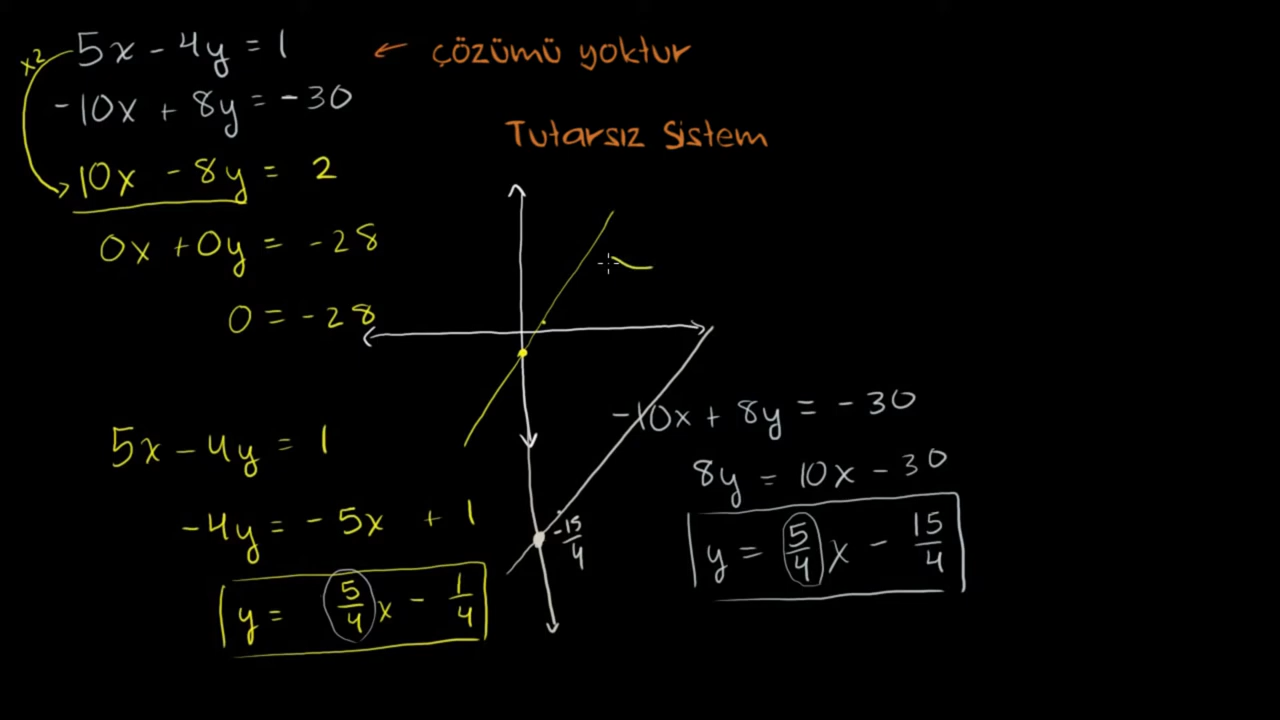 5x - 4y = 1 ← çözümü yoktur
x2
-10x + 8y = -30
Tutarsız Sistem
10x - 8y = 2
0x + 0y = -28
0 = -28
-10x + 8y = -30
5x - 4y = 1
8y = 10x - 30
-4y = -5x + 1
-15/4
y = 5/4 x - 15/4
y = 5/4 x - 1/4